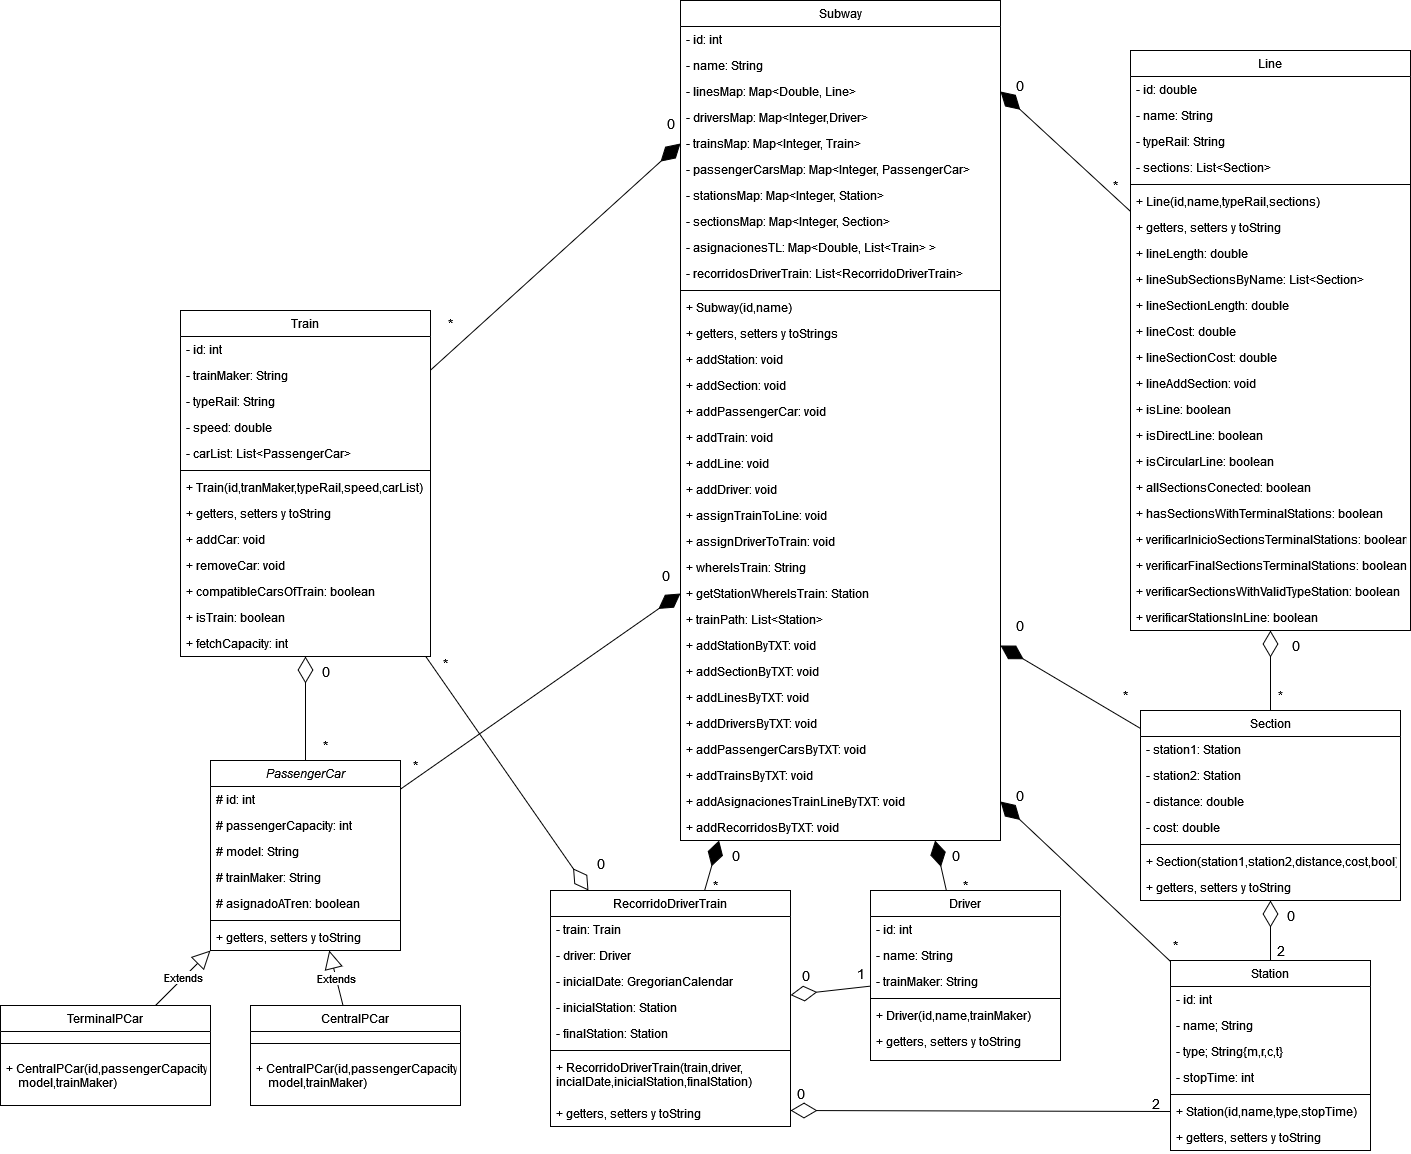 Subway
- id: int
- name: String
- linesMap: Map<Double, Line>
- driversMap: Map<Integer,Driver>
- trainsMap: Map<Integer, Train>
- passengerCarsMap: Map<Integer, PassengerCar>
- stationsMap: Map<Integer, Station>
- sectionsMap: Map<Integer, Section>
- asignacionesTL: Map<Double, List<Train> >
- recorridosDriverTrain: List<RecorridoDriverTrain>
+ Subway(id,name)
+ getters, setters y toStrings
+ addStation: void
+ addSection: void
+ addPassengerCar: void
+ addTrain: void
+ addLine: void
+ addDriver: void
+ assignTrainToLine: void
+ assignDriverToTrain: void
+ whereIsTrain: String
+ getStationWhereIsTrain: Station
+ trainPath: List<Station>
+ addStationByTXT: void
+ addSectionByTXT: void
+ addLinesByTXT: void
+ addDriversByTXT: void
+ addPassengerCarsByTXT: void
+ addTrainsByTXT: void
+ addAsignacionesTrainLineByTXT: void
+ addRecorridosByTXT: void
0
*
0
*
0
*
0
*
0
*
0
*
0
*
Line
- id: double
- name: String
- typeRail: String
- sections: List<Section>
+ Line(id,name,typeRail,sections)
+ getters, setters y toString
+ lineLength: double
+ lineSubSectionsByName: List<Section>
+ lineSectionLength: double
+ lineCost: double
+ lineSectionCost: double
+ lineAddSection: void
+ isLine: boolean
+ isDirectLine: boolean
+ isCircularLine: boolean
+ allSectionsConected: boolean
+ hasSectionsWithTerminalStations: boolean
+ verificarInicioSectionsTerminalStations: boolear
+ verificarFinalSectionsTerminalStations: boolean
+ verificarSectionsWithValidTypeStation: boolean
+ verificarStationsInLine: boolean
0
*
Train
- id: int
- trainMaker: String
- typeRail: String
- speed: double
- carList: List<PassengerCar>
+ Train(id,tranMaker,typeRail,speed,carList)
+ getters, setters y toString
+ addCar: void
+ removeCar: void
+ compatibleCarsOfTrain: boolean
+ isTrain: boolean
+ fetchCapacity: int
0
*
*
0
PassengerCar
# id: int
# passengerCapacity: int
# model: String
# trainMaker: String
# asignadoATren: boolean
+ getters, setters y toString
Extends
Extends
TerminalPCar
+ CentralPCar(id,passengerCapacity
model,trainMaker)
CentralPCar
+ CentralPCar(id,passengerCapacity
model,trainMaker)
RecorridoDriverTrain
- train: Train
- driver: Driver
- inicialDate: GregorianCalendar
- inicialStation: Station
- finalStation: Station
+ RecorridoDriverTrain(train,driver,
incialDate,inicialStation,finalStation)
+ getters, setters y toString
0
1
0
2
Driver
- id: int
- name: String
- trainMaker: String
+ Driver(id,name,trainMaker)
+ getters, setters y toString
Section
- station1: Station
- station2: Station
- distance: double
- cost: double
+ Section(station1,station2,distance,cost,bool
+ getters, setters y toString
0
2
Station
- id: int
- name; String
- type; String{m,r,c,t}
- stopTime: int
+ Station(id,name,type,stopTime)
+ getters, setters y toString